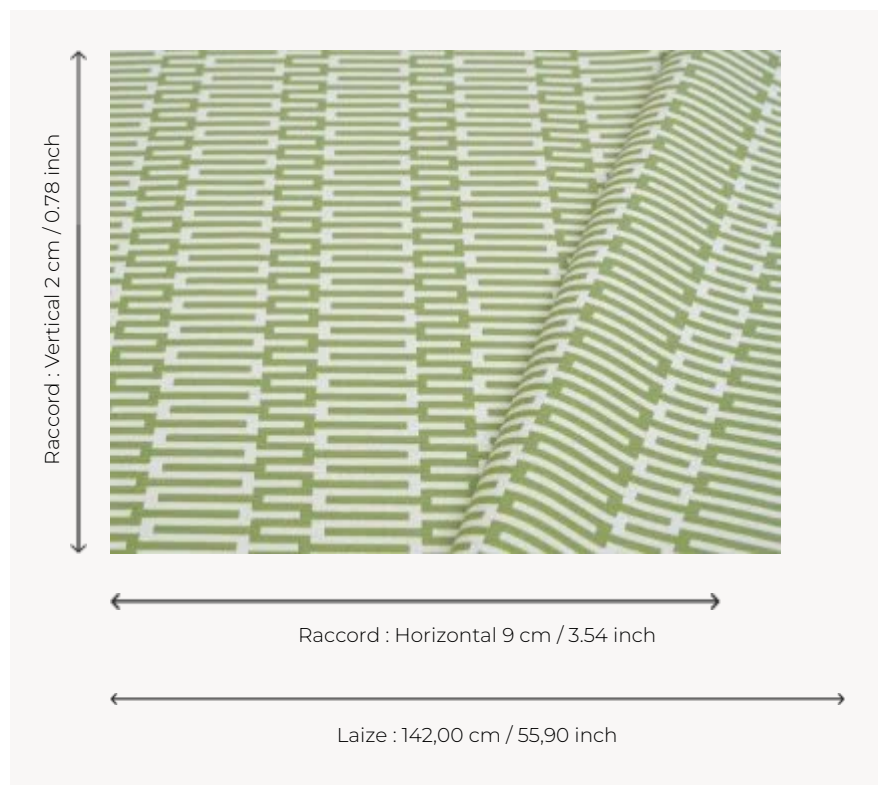 Raccord : Vertical 2 cm / 0.78 inch
Raccord : Horizontal 9 cm / 3.54 inch
Laize : 142,00 cm / 55,90 inch